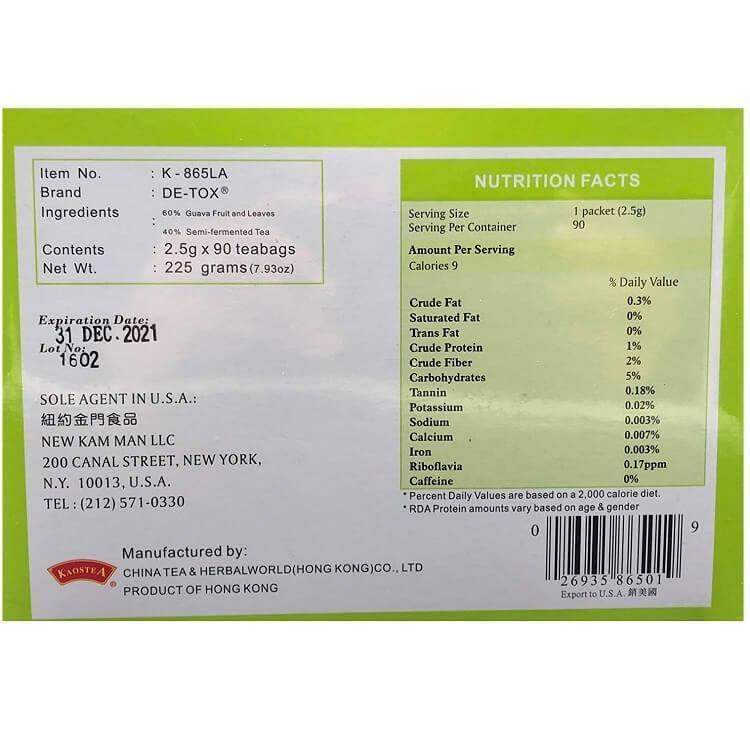 Item No. : K - 865LA
Brand : DE-TOX®
Ingredients : 60% Guava Fruit and Leaves
40% Semi-fermented Tea
Contents : 2.5g x 90 teabags
Net Wt. : 225 grams(7.93oz)
Expiration Date:
31 DEC.2021
Lot No:
1602
SOLE AGENT IN U.S.A.:
紐約金門食品
NEW KAM MAN LLC
200 CANAL STREET, NEW YORK,
N.Y. 10013, U.S.A.
TEL : (212) 571-0330
KAOSTEA ®
Manufactured by:
CHINA TEA & HERBALWORLD(HONG KONG)CO., LTD
PRODUCT OF HONG KONG
NUTRITION FACTS
Serving Size 1 packet (2.5g)
Serving Per Container 90
Amount Per Serving
Calories 9
% Daily Value
Crude Fat 0.3%
Saturated Fat 0%
Trans Fat 0%
Crude Protein 1%
Crude Fiber 2%
Carbohydrates 5%
Tannin 0.18%
Potassium 0.02%
Sodium 0.003%
Calcium 0.007%
Iron 0.003%
Riboflavia 0.17ppm
Caffeine 0%
* Percent Daily Values are based on a 2,000 calorie diet.
* RDA Protein amounts vary based on age & gender
0 26935 86501 9
Export to U.S.A. 銷美國